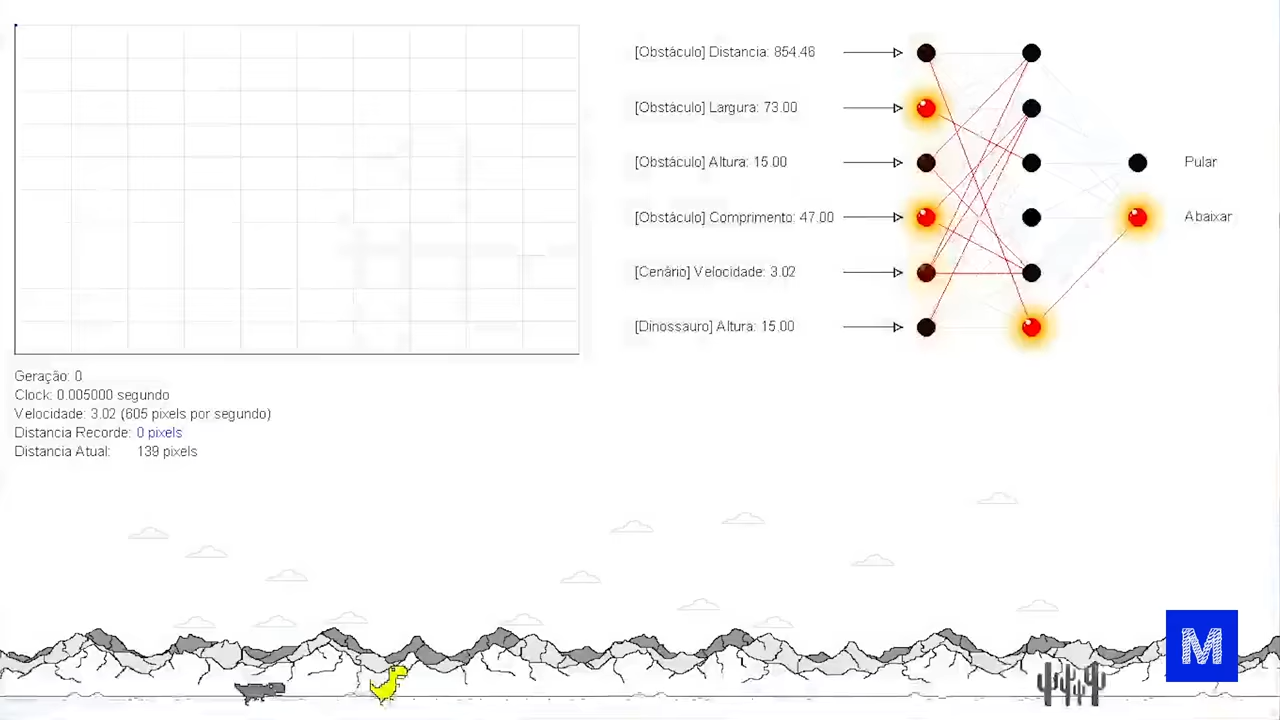 [Obstáculo] Distancia: 854.46
[Obstáculo] Largura: 73.00
[Obstáculo] Altura: 15.00
Pular
[Obstáculo] Comprimento: 47.00
Abaixar
[Cenário] Velocidade: 3.02
[Dinossauro] Altura: 15.00
Geração: 0
Clock: 0.005000 segundo
Velocidade: 3.02 (605 pixels por segundo)
Distancia Recorde: 0 pixels
Distancia Atual: 139 pixels
M